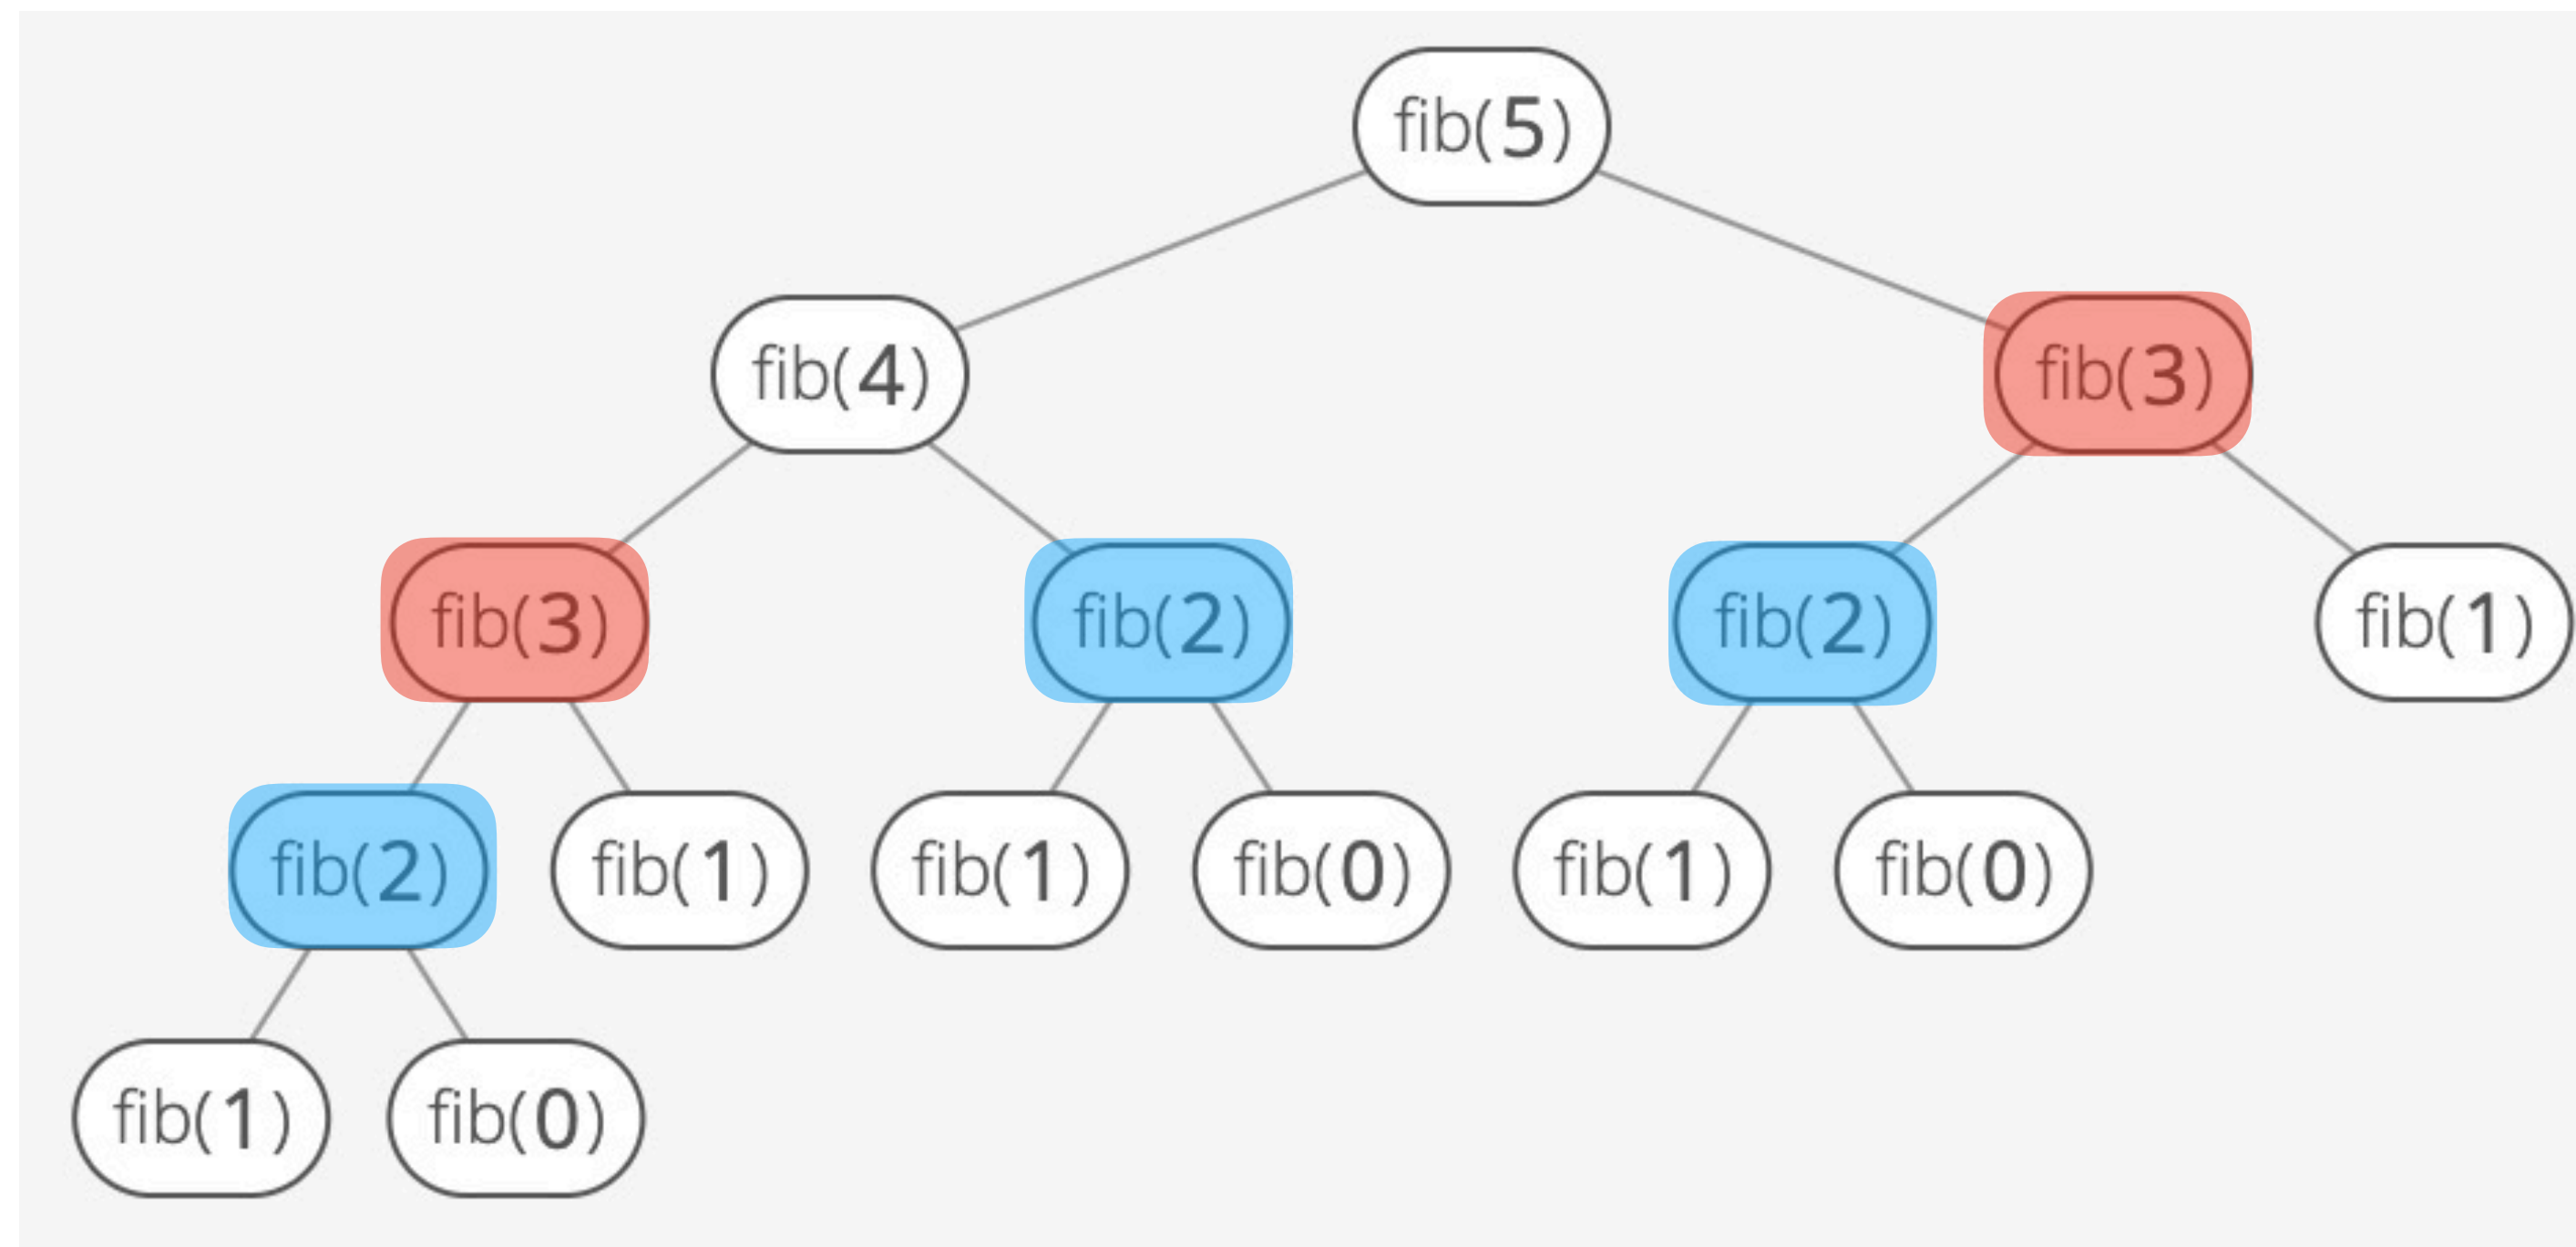 fib(5)
fib(4) fib(3)
fib(3) fib(2) fib(2) fib(1)
fib(2) fib(1) fib(1) fib(0) fib(1) fib(0)
fib(1) fib(0)